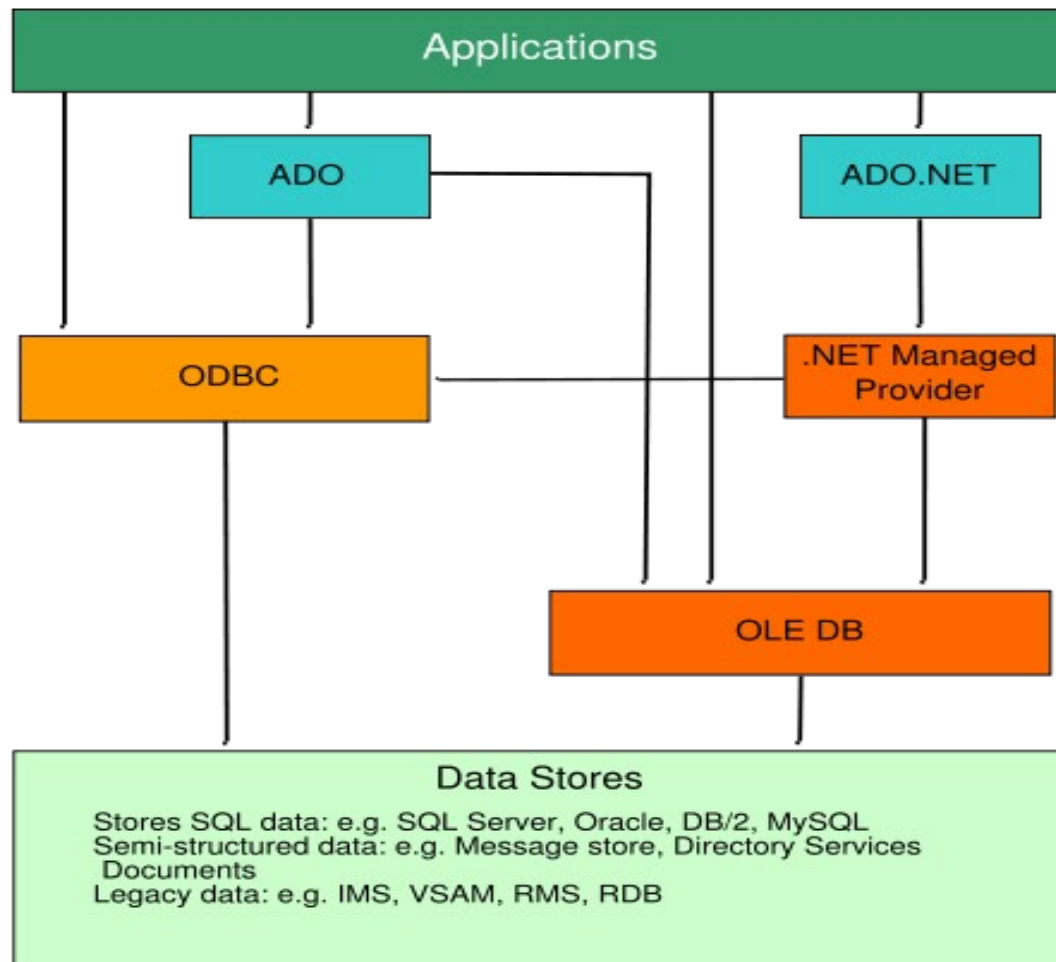 Applications
ADO
ADO.NET
ODBC
.NET Managed
Provider
OLE DB
Data Stores
Stores SQL data: e.g. SQL Server, Oracle, DB/2, MySQL
Semi-structured data: e.g. Message store, Directory Services
Documents
Legacy data: e.g. IMS, VSAM, RMS, RDB